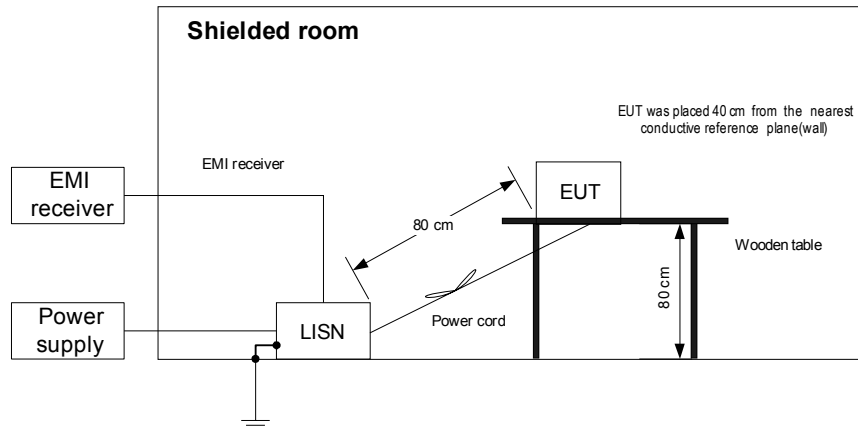 Shielded room
EUT was placed 40 cm from the nearest
conductive reference plane(wall)
EMI receiver
EMI
receiver
EUT
80 cm
Wooden table
80 cm
Power
supply
LISN
Power cord